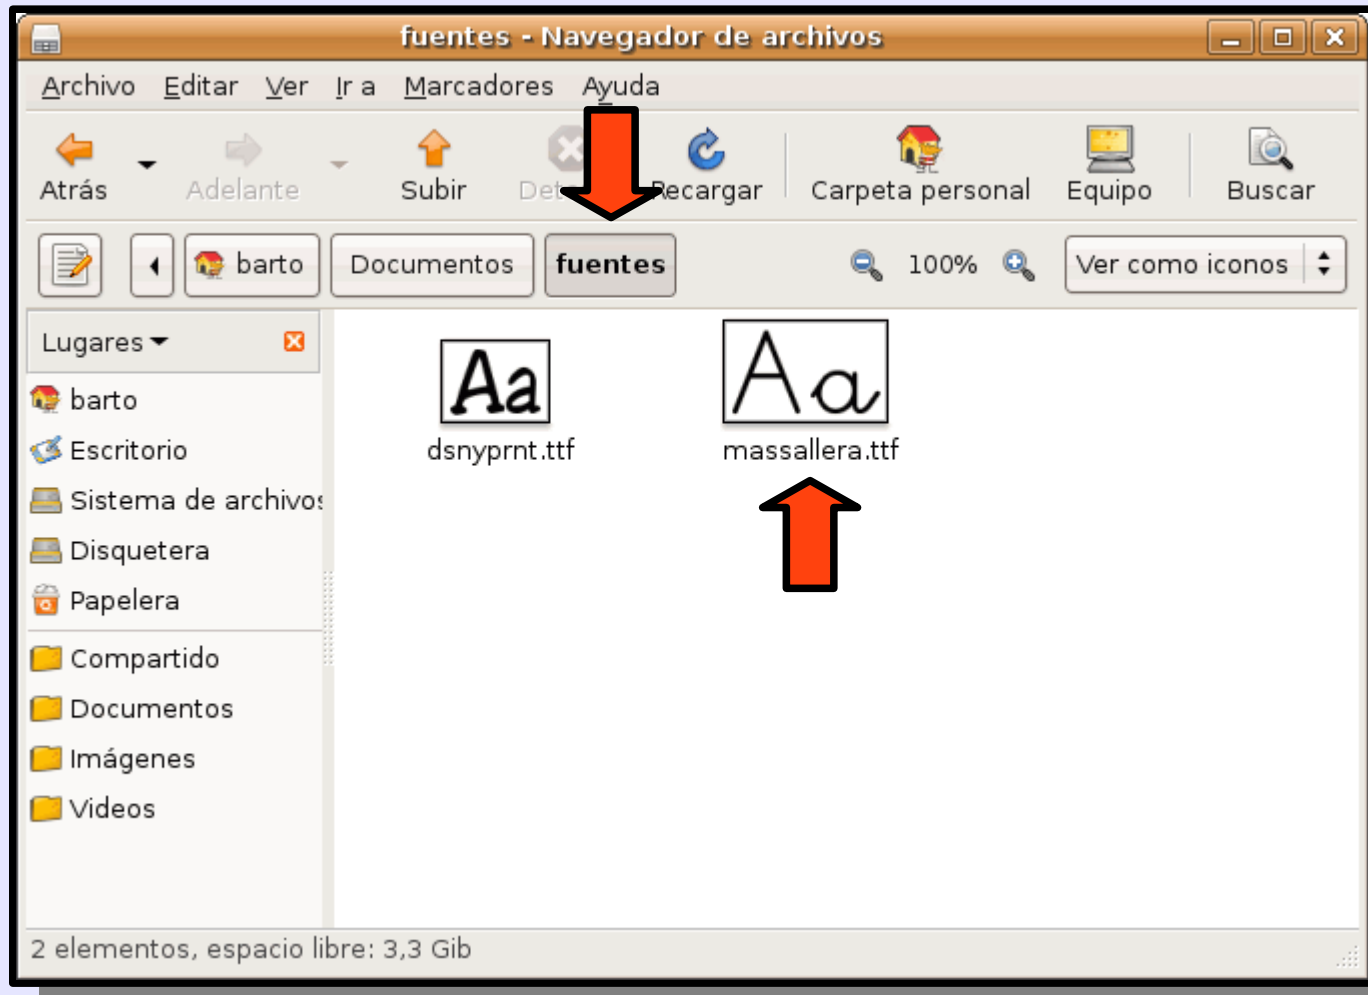 fuentes - Navegador de archivos
Archivo Editar Ver Ir a Marcadores Ayuda
Atrás Adelante Subir Recargar Carpeta personal Equipo Buscar
barto Documentos fuentes 100% Ver como iconos
Lugares
barto
Escritorio
Sistema de archivos
Disquetera
Papelera
Compartido
Documentos
Imágenes
Videos
Aa
dsnyprnt.ttf
Aa
massallera.ttf
2 elementos, espacio libre: 3,3 Gib